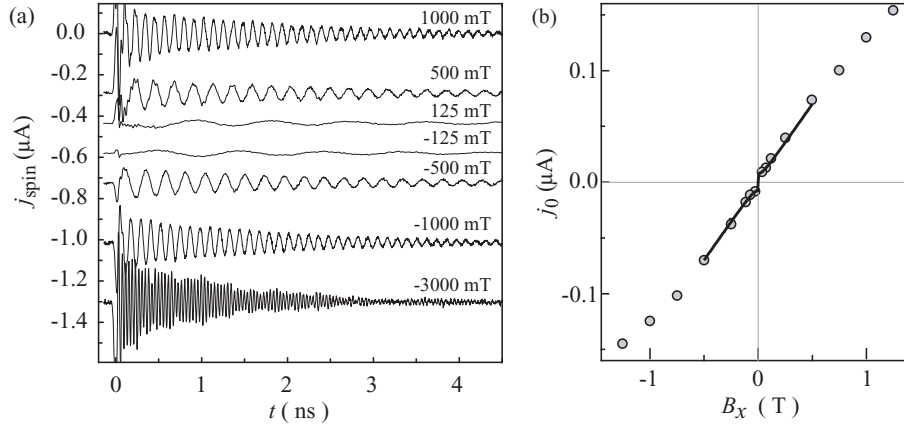 (a)
j_spin (μA)
0.0
-0.2
-0.4
-0.6
-0.8
-1.0
-1.2
-1.4
1000 mT
500 mT
125 mT
-125 mT
-500 mT
-1000 mT
-3000 mT
0 1 2 3 4
t ( ns )
(b)
j_0 (μA)
0.1
0.0
-0.1
-1 0 1
B_x ( T )